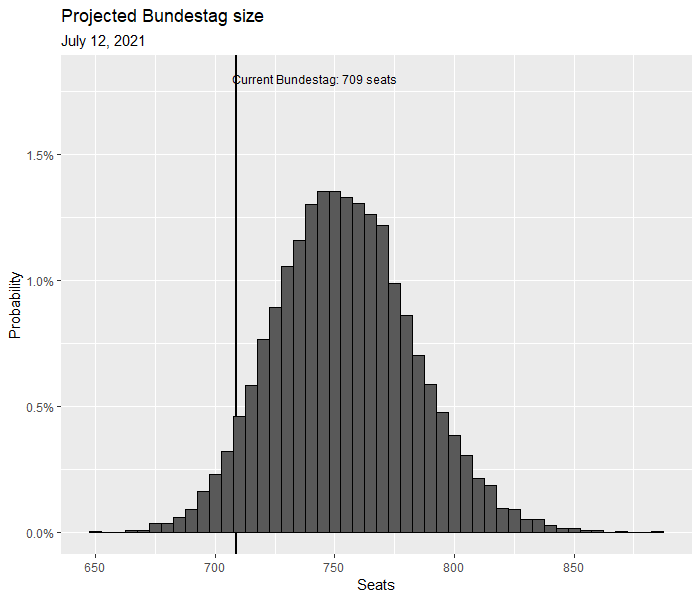 Projected Bundestag size
July 12, 2021
Current Bundestag: 709 seats
1.5%
1.0%
0.5%
0.0%
Probability
650 700 750 800 850
Seats